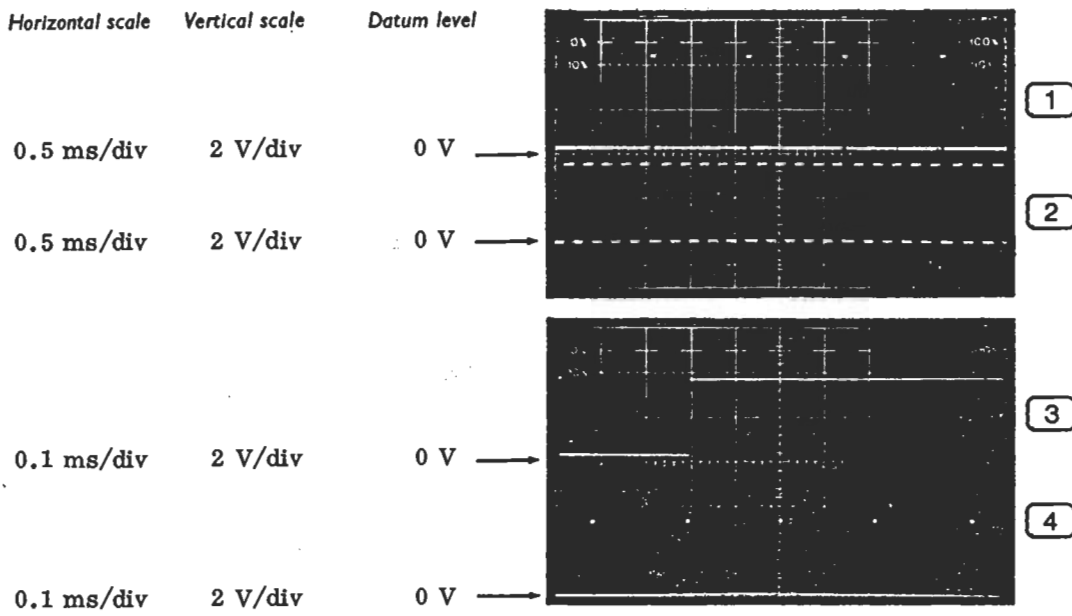 Horizontal scale Vertical scale Datum level
1
0.5 ms/div 2 V/div 0 V
2
0.5 ms/div 2 V/div 0 V
3
0.1 ms/div 2 V/div 0 V
4
0.1 ms/div 2 V/div 0 V